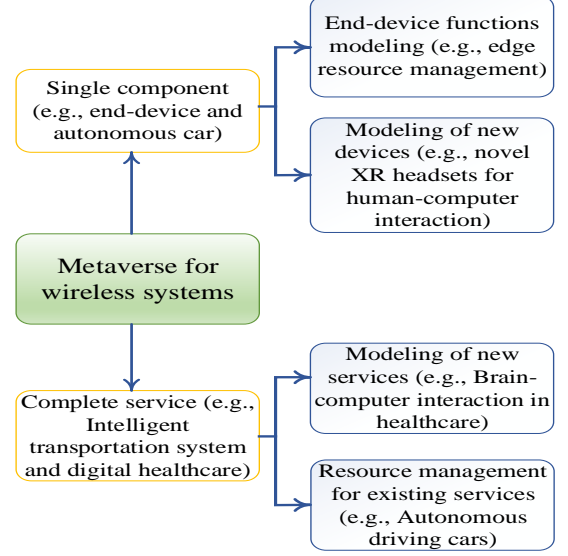 End-device functions
modeling (e.g., edge
resource management)
Single component
(e.g., end-device and
autonomous car)
Modeling of new
devices (e.g., novel
XR headsets for
human-computer
interaction)
Metaverse for
wireless systems
Modeling of new
services (e.g., Brain-
computer interaction in
healthcare)
Complete service (e.g.,
Intelligent
transportation system
and digital healthcare)
Resource management
for existing services
(e.g., Autonomous
driving cars)